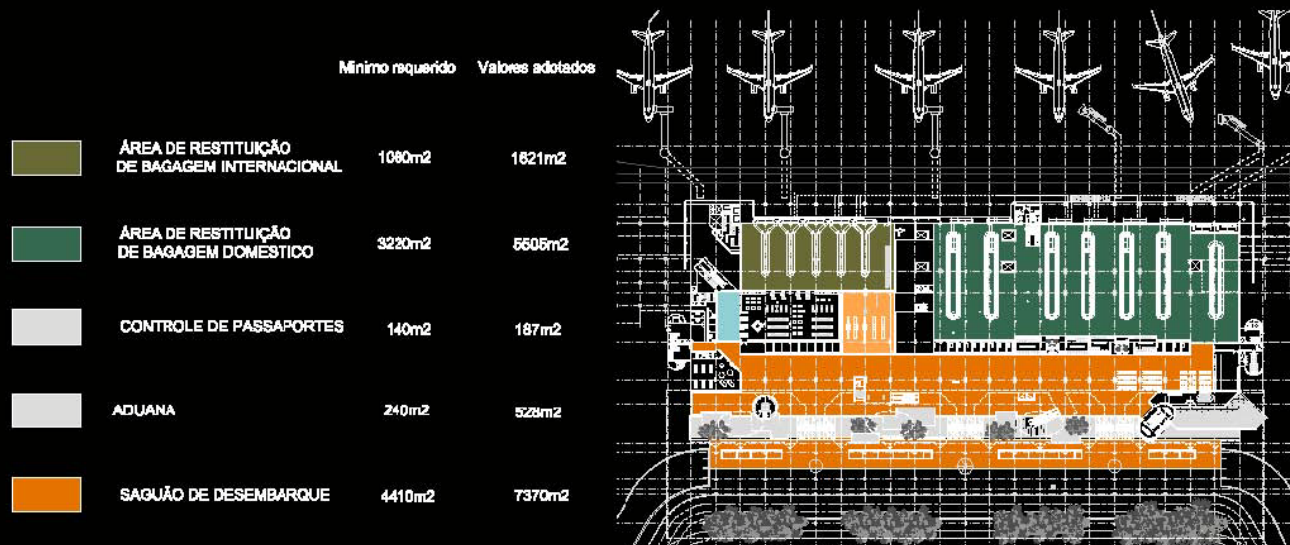 Minimo requerido Valores adotados
ÁREA DE RESTITUIÇÃO
DE BAGAGEM INTERNACIONAL 1080m2 1621m2
ÁREA DE RESTITUIÇÃO
DE BAGAGEM DOMESTICO 3220m2 5505m2
CONTROLE DE PASSAPORTES 140m2 187m2
ADUANA 240m2 528m2
SAGUÃO DE DESEMBARQUE 4410m2 7370m2